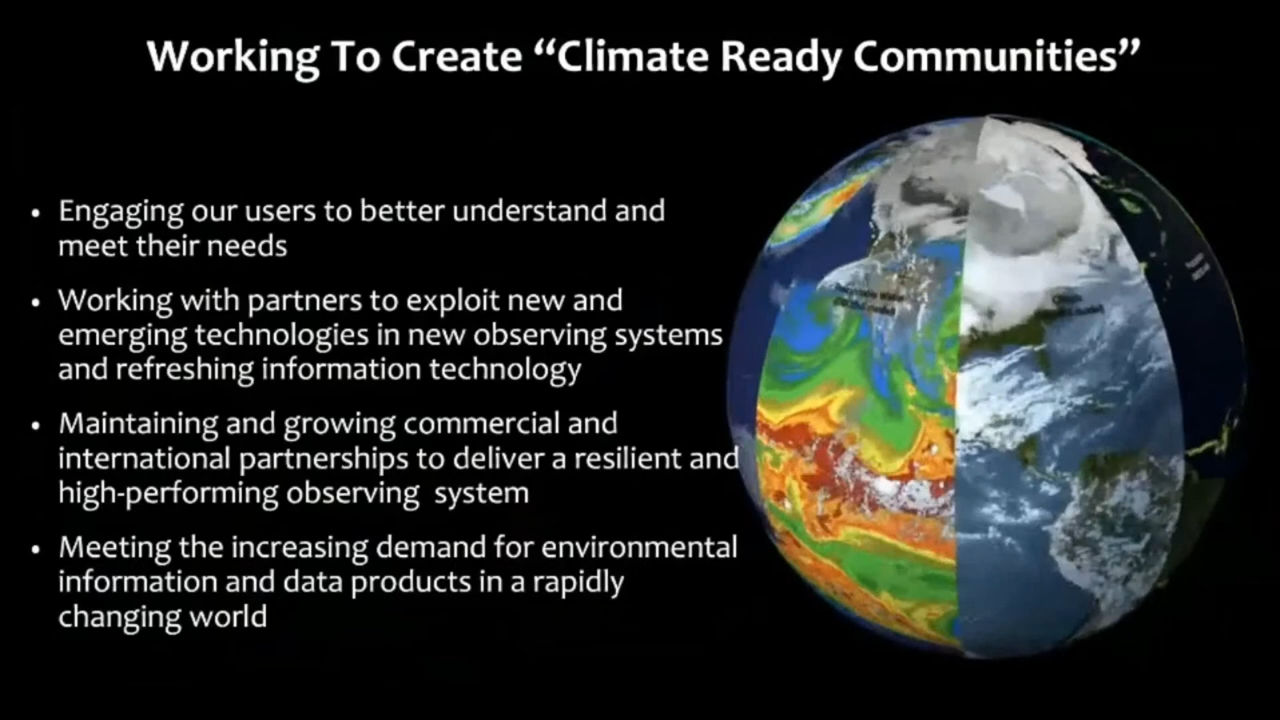 Working To Create “Climate Ready Communities”
• Engaging our users to better understand and
meet their needs
• Working with partners to exploit new and
emerging technologies in new observing systems
and refreshing information technology
• Maintaining and growing commercial and
international partnerships to deliver a resilient and
high-performing observing  system
• Meeting the increasing demand for environmental
information and data products in a rapidly
changing world